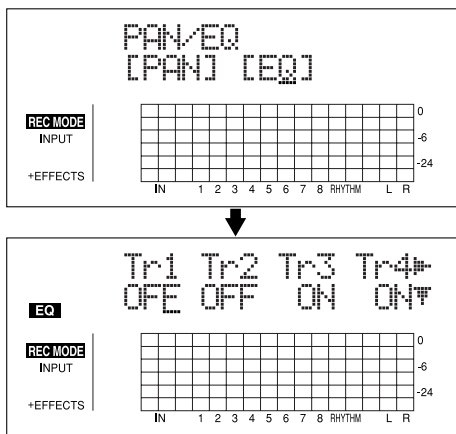 PAN/EQ
[PAN] [EQ]
REC MODE
INPUT
+EFFECTS
0
-6
-24
IN 1 2 3 4 5 6 7 8 RHYTHM L R
Tr1 Tr2 Tr3 Tr4
OFF OFF ON ON
EQ
REC MODE
INPUT
+EFFECTS
0
-6
-24
IN 1 2 3 4 5 6 7 8 RHYTHM L R